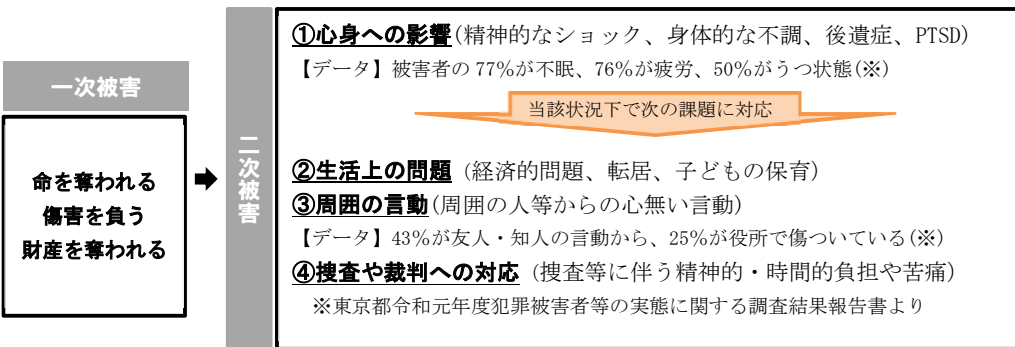 一次被害
命を奪われる
傷害を負う
財産を奪われる
二次被害
①心身への影響(精神的なショック、身体的な不調、後遺症、PTSD)
【データ】被害者の 77%が不眠、76%が疲労、50%がうつ状態(※)
当該状況下で次の課題に対応
②生活上の問題(経済的問題、転居、子どもの保育)
③周囲の言動(周囲の人等からの心無い言動)
【データ】43%が友人・知人の言動から、25%が役所で傷ついている(※)
④捜査や裁判への対応(捜査等に伴う精神的・時間的負担や苦痛)
※東京都令和元年度犯罪被害者等の実態に関する調査結果報告書より